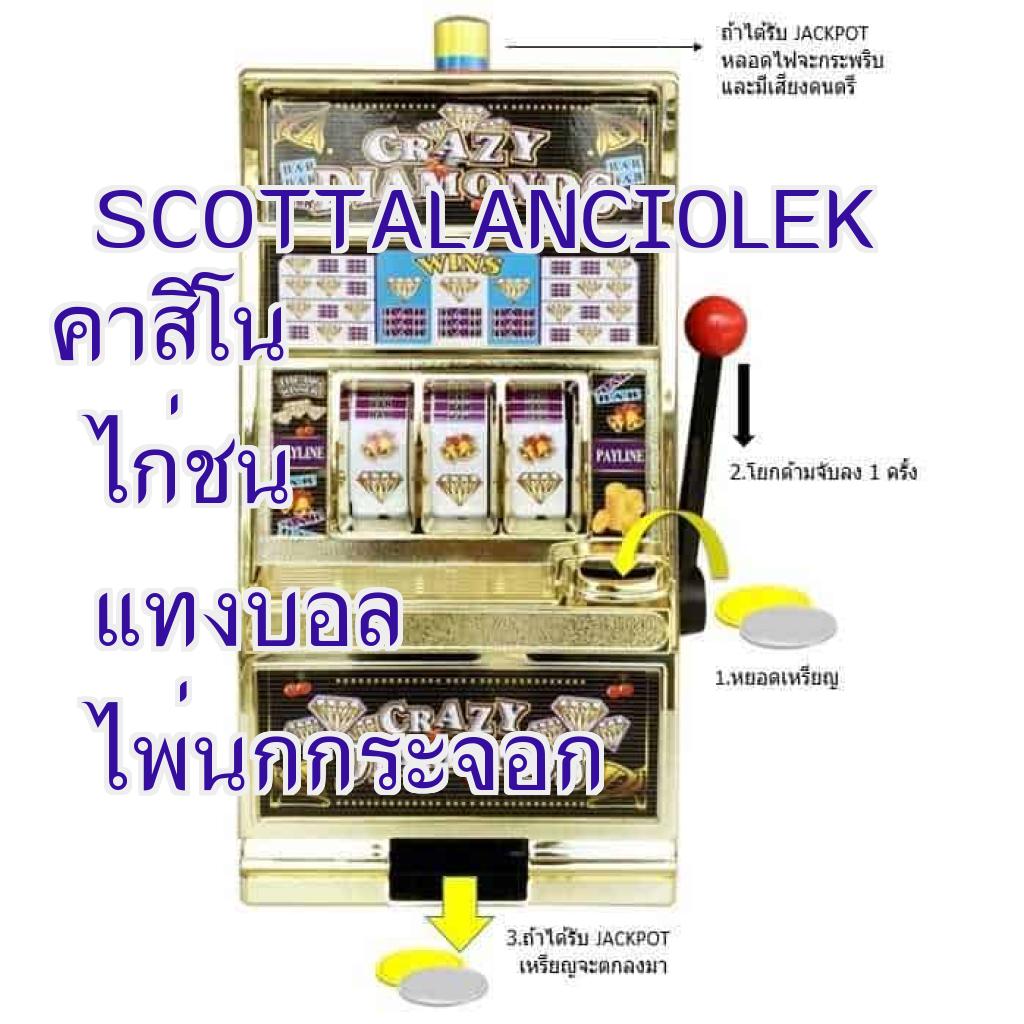 ถ้าได้รับ JACKPOT
หลอดไฟจะกระพริบ
และมีเสียงดนตรี
CRAZY
DIAMONDS
SCOTTALANCIOLEK
WINS
คาสิโน
ไก่ชน
PAYLINE
2.โยกด้ามจับลง 1 ครั้ง
แทงบอล
1.หยอดเหรียญ
CRAZY
ไพ่นกกระจอก
3.ถ้าได้รับ JACKPOT
เหรียญจะตกลงมา